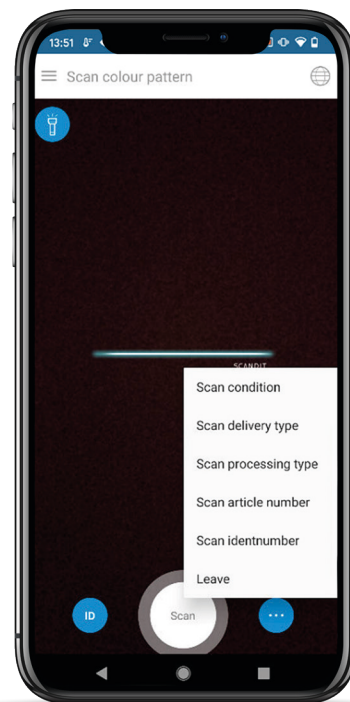 13:51
Scan colour pattern
SCANDIT
Scan condition
Scan delivery type
Scan processing type
Scan article number
Scan identnumber
Leave
ID
Scan